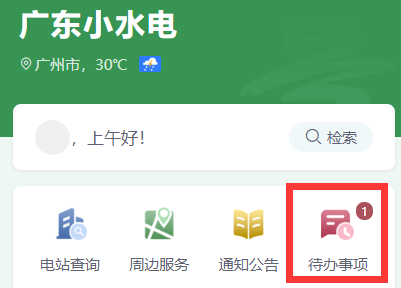 广东小水电
广州市，30℃
，上午好！
检索
1
电站查询 周边服务 通知公告 待办事项